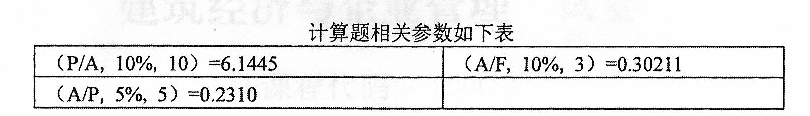 计算题相关参数如下表
（P/A，10%，10）=6.1445
（A/F，10%，3）=0.30211
（A/P，5%，5）=0.2310